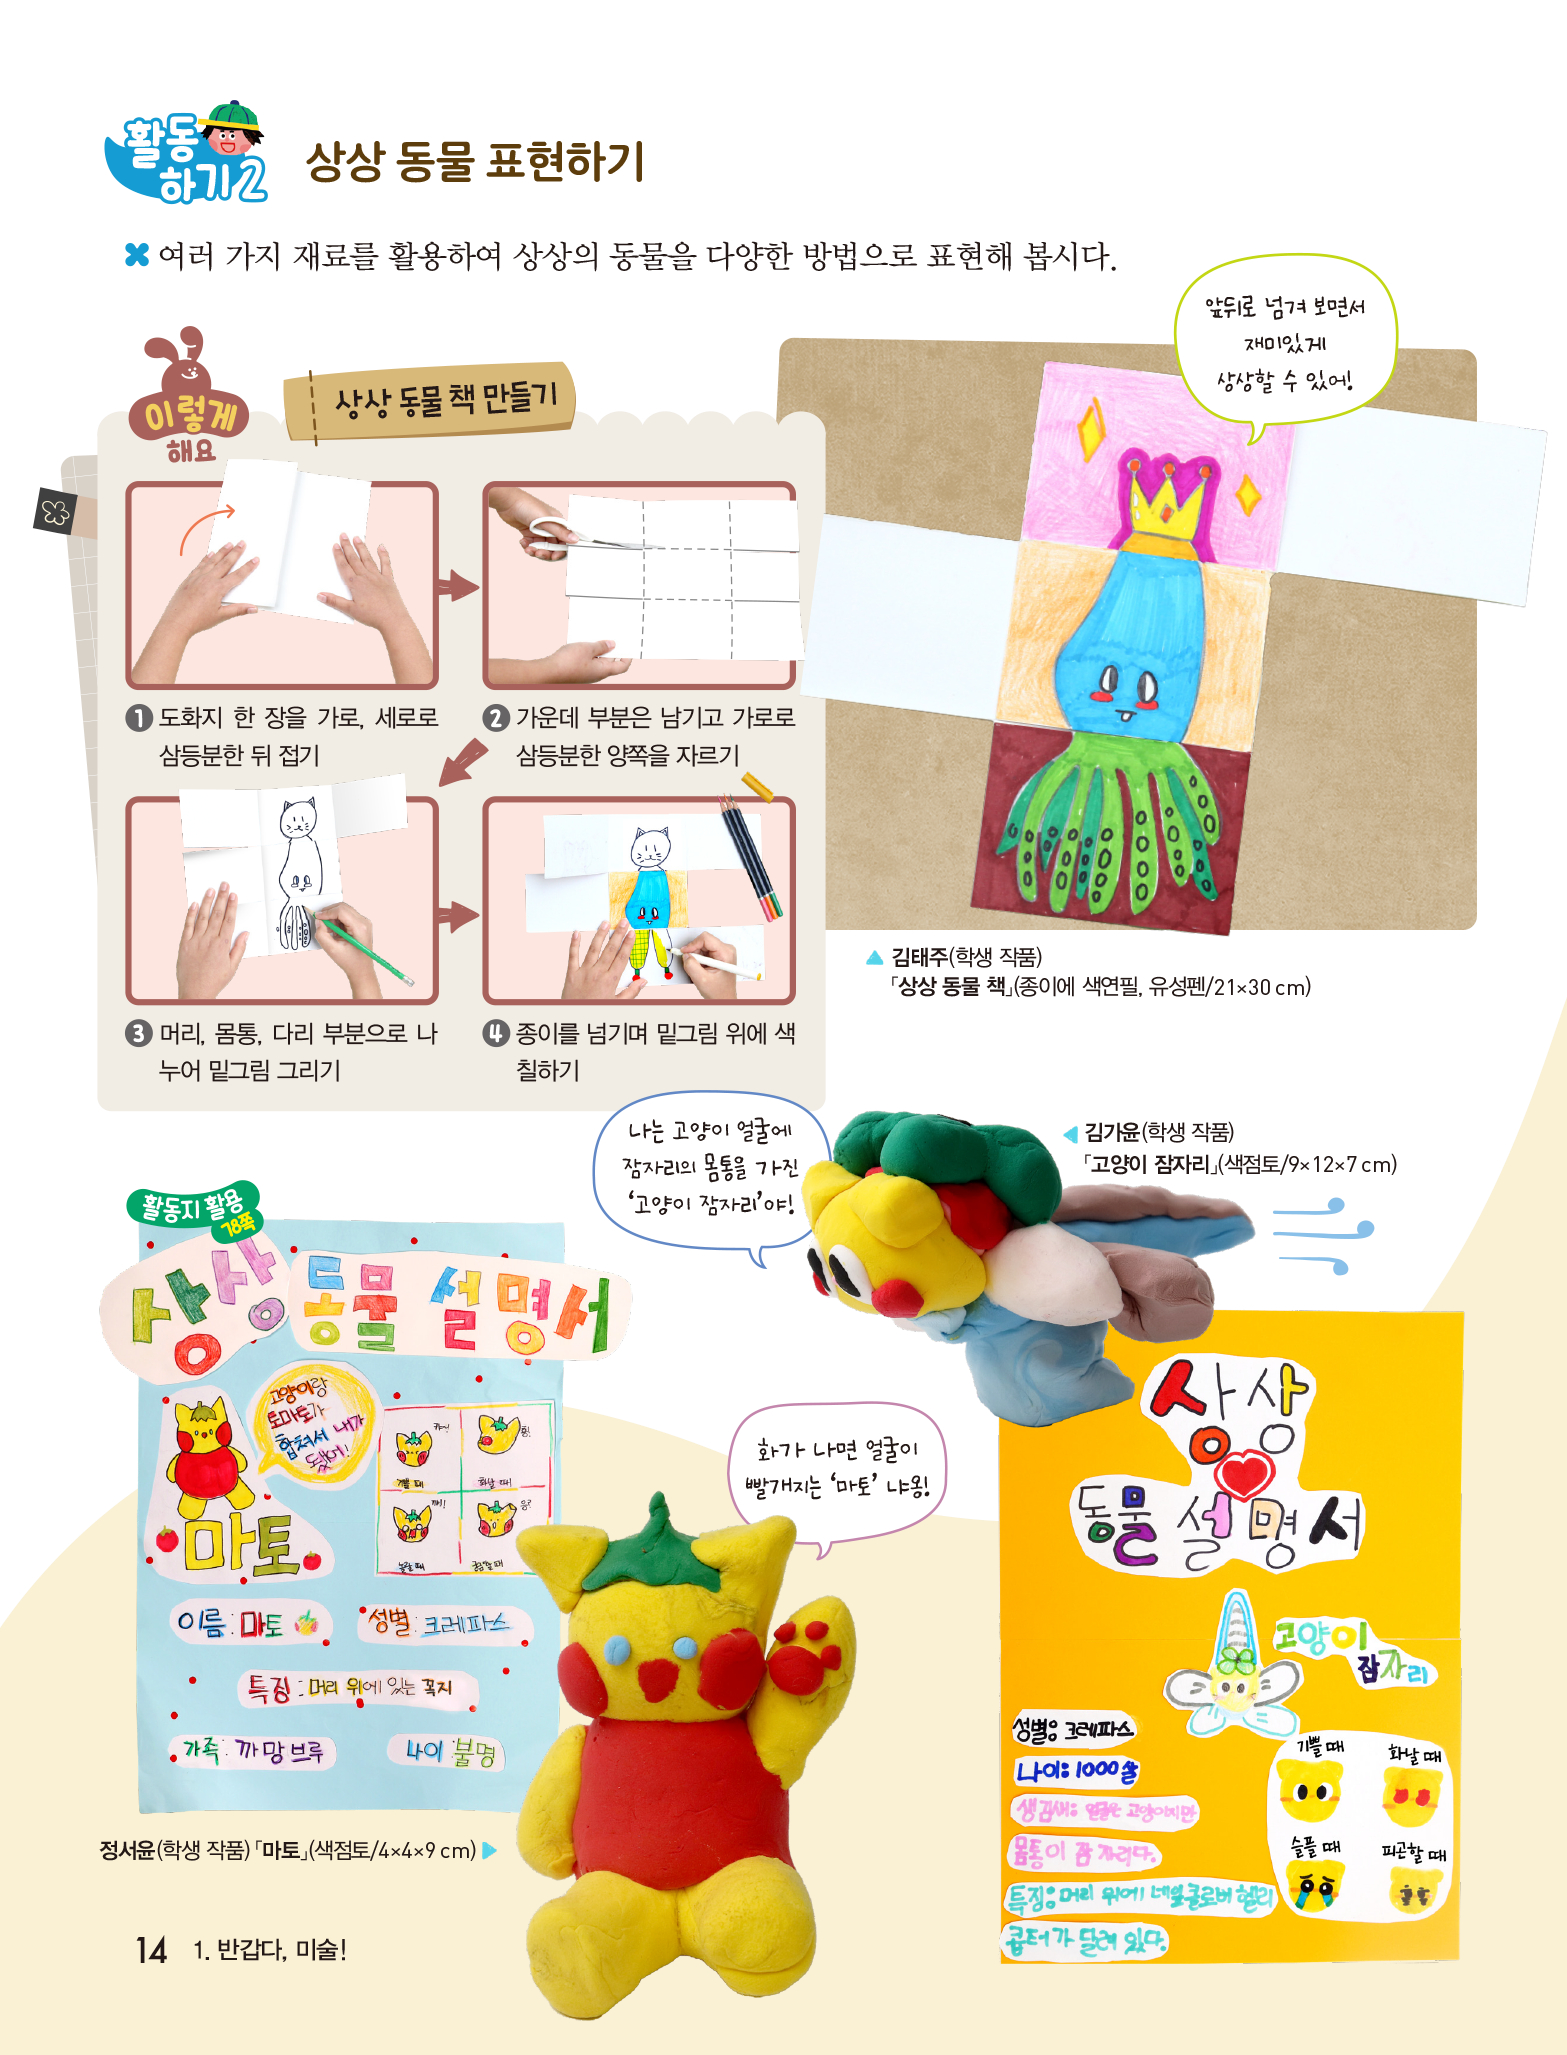 활동
하기2
상상 동물 표현하기
여러 가지 재료를 활용하여 상상의 동물을 다양한 방법으로 표현해 봅시다.
앞뒤로 넘겨 보면서
재미있게
상상할 수 있어!
이렇게
해요
상상 동물 책 만들기
1 도화지 한 장을 가로, 세로로
삼등분한 뒤 접기
2 가운데 부분은 남기고 가로로
삼등분한 양쪽을 자르기
3 머리, 몸통, 다리 부분으로 나
누어 밑그림 그리기
4 종이를 넘기며 밑그림 위에 색
칠하기
김태주(학생 작품)
「상상 동물 책」(종이에 색연필, 유성펜/21×30 cm)
나는 고양이 얼굴에
잠자리의 몸통을 가진
‘고양이 잠자리’야!
김가윤(학생 작품)
「고양이 잠자리」(색점토/9×12×7 cm)
활동지 활용
78쪽
상상 동물 설명서
고양이랑
토마토가
합쳐서 내가
됐어!
기쁠 때
화날 때!
놀랄 때
궁금할 때
마토
이름: 마토
성별: 크레파스
특징: 머리 위에 있는 꼭지
가족: 까망 브루
나이: 불명
화가 나면 얼굴이
빨개지는 ‘마토’ 냐옹!
정서윤(학생 작품)「마토」(색점토/4×4×9 cm)
상상
동물 설명서
고양이
잠자리
성별: 크레파스
나이: 1000살
생김새: 얼굴은 고양이지만
몸통이 잠자리다.
특징: 머리 위에 네잎클로버 헬리
콥터가 달려 있다.
기쁠 때
화날 때
슬플 때
피곤할 때
14 1. 반갑다, 미술!